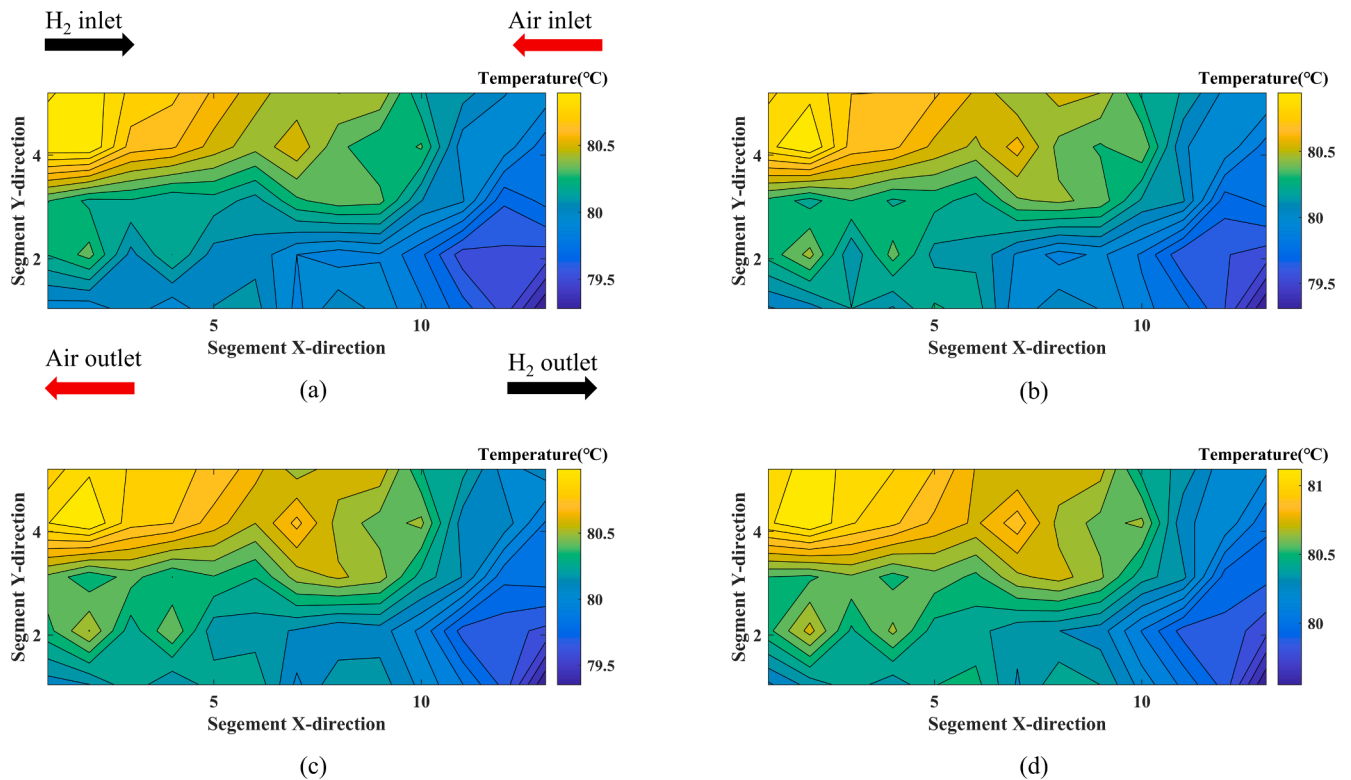 H₂ inlet
Air inlet
Temperature(°C)
Segment Y-direction
4
2
5
10
Segement X-direction
80.5
80
79.5
Temperature(°C)
Segment Y-direction
4
2
5
10
Segement X-direction
80.5
80
79.5
Air outlet
H₂ outlet
(a)
(b)
Temperature(°C)
Segment Y-direction
4
2
5
10
Segement X-direction
80.5
80
79.5
(c)
Temperature(°C)
Segment Y-direction
4
2
5
10
Segement X-direction
81
80.5
80
(d)